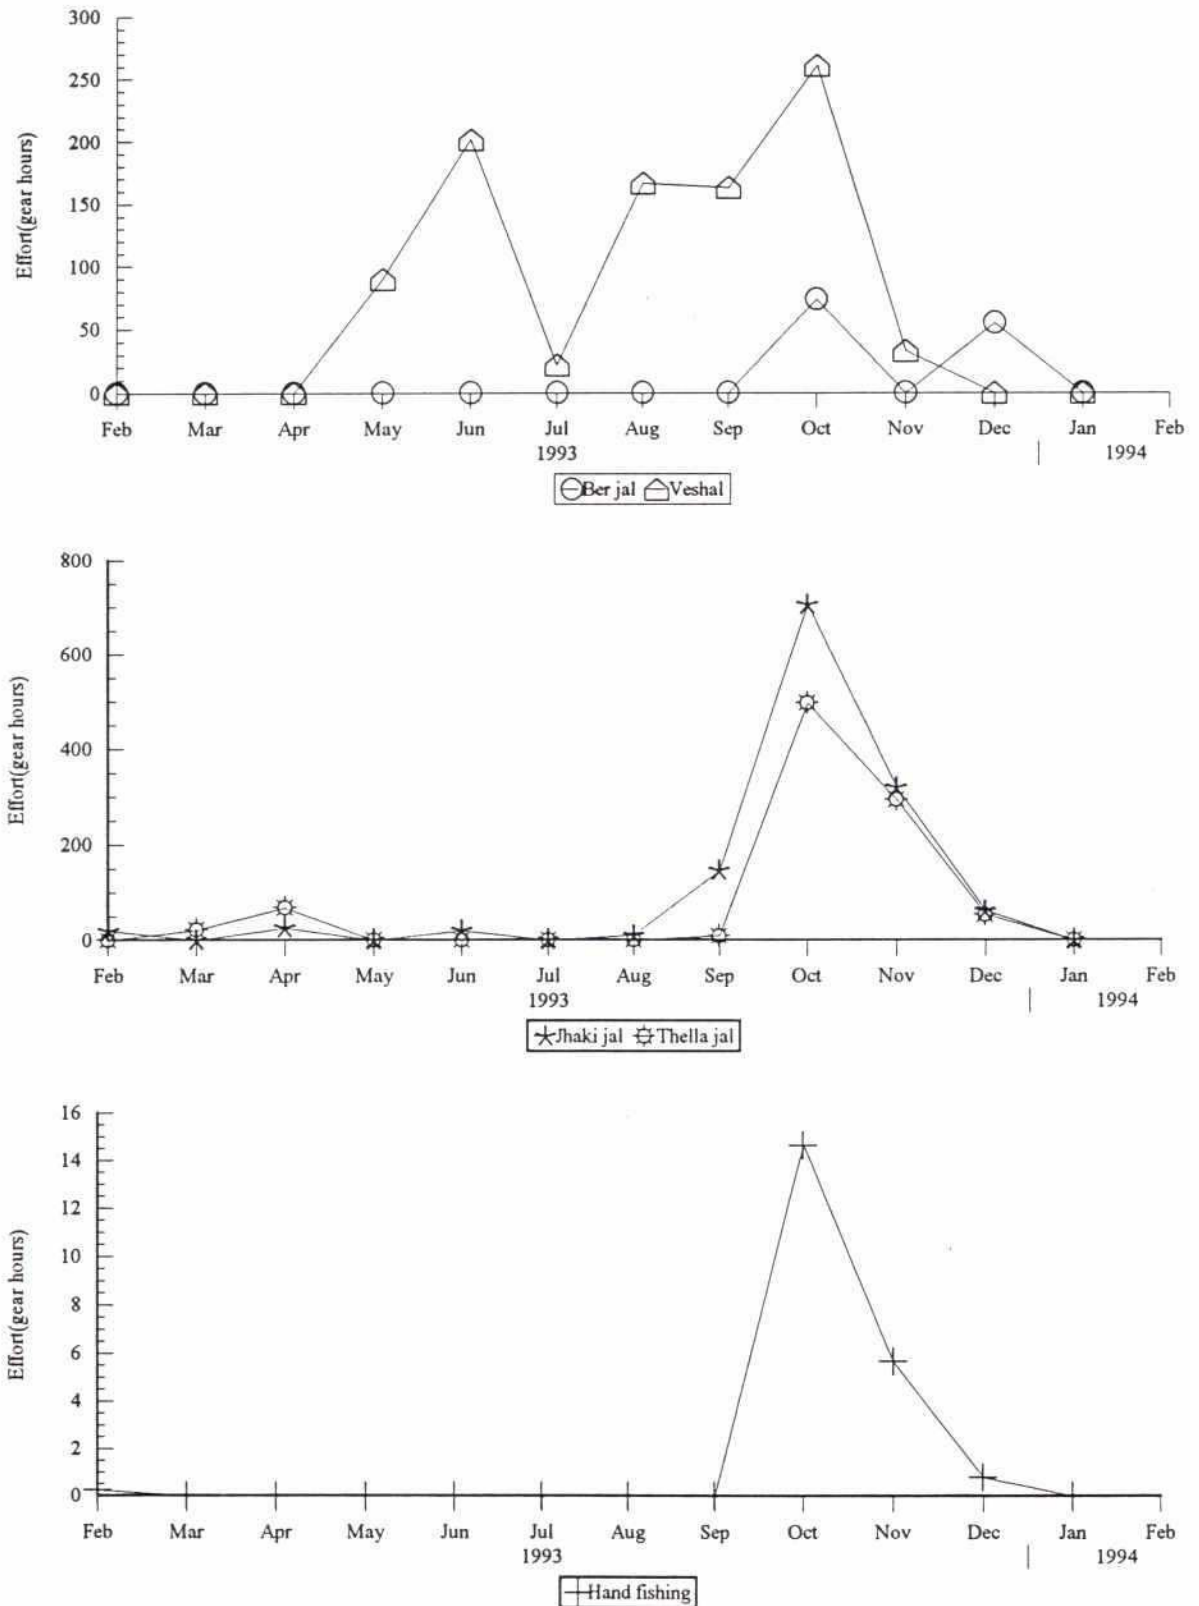 300
250
200
150
100
50
0
Effort(gear hours)
Feb Mar Apr May Jun Jul Aug Sep Oct Nov Dec Jan Feb
1993 1994
Ber jal Veshal
800
600
400
200
0
Effort(gear hours)
Feb Mar Apr May Jun Jul Aug Sep Oct Nov Dec Jan Feb
1993 1994
Jhaki jal Thella jal
16
14
12
10
8
6
4
2
0
Effort(gear hours)
Feb Mar Apr May Jun Jul Aug Sep Oct Nov Dec Jan Feb
1993 1994
Hand fishing